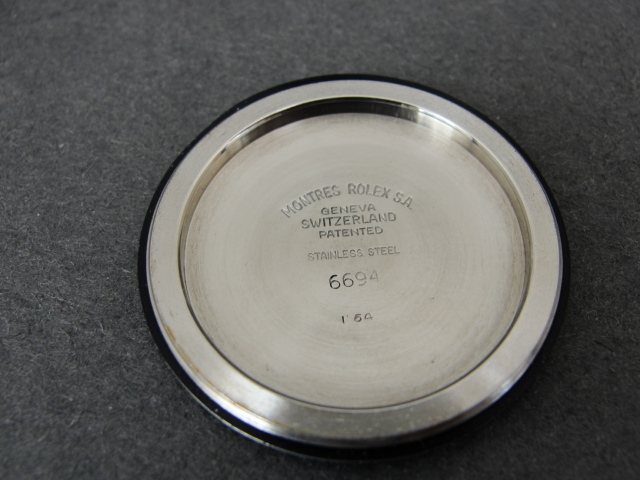 MONTRES ROLEX S.A.
GENEVA
SWITZERLAND
PATENTED
STAINLESS STEEL
6694
I 64